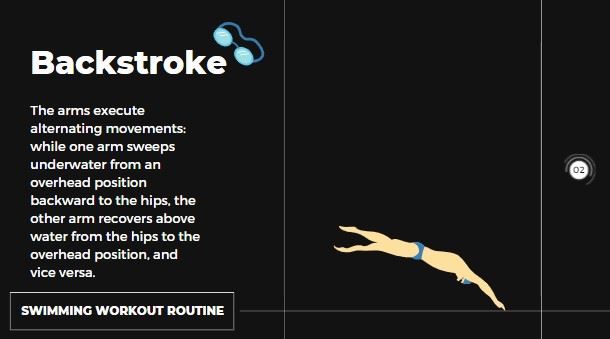 Backstroke
The arms execute
alternating movements:
while one arm sweeps
underwater from an
overhead position
backward to the hips, the
other arm recovers above
water from the hips to the
overhead position, and
vice versa.
02
SWIMMING WORKOUT ROUTINE